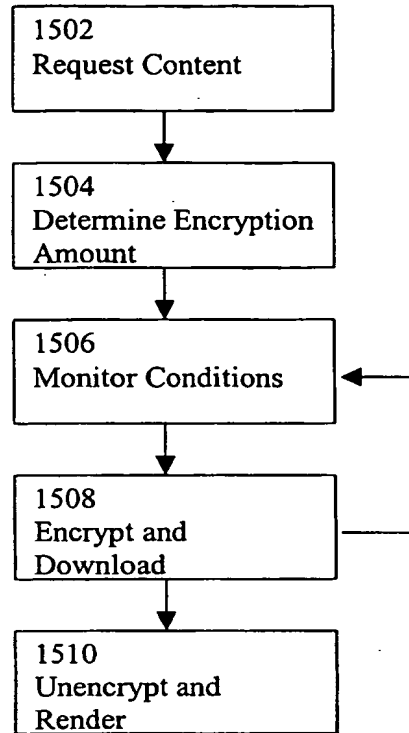 1502
Request Content
1504
Determine Encryption
Amount
1506
Monitor Conditions
1508
Encrypt and
Download
1510
Unencrypt and
Render